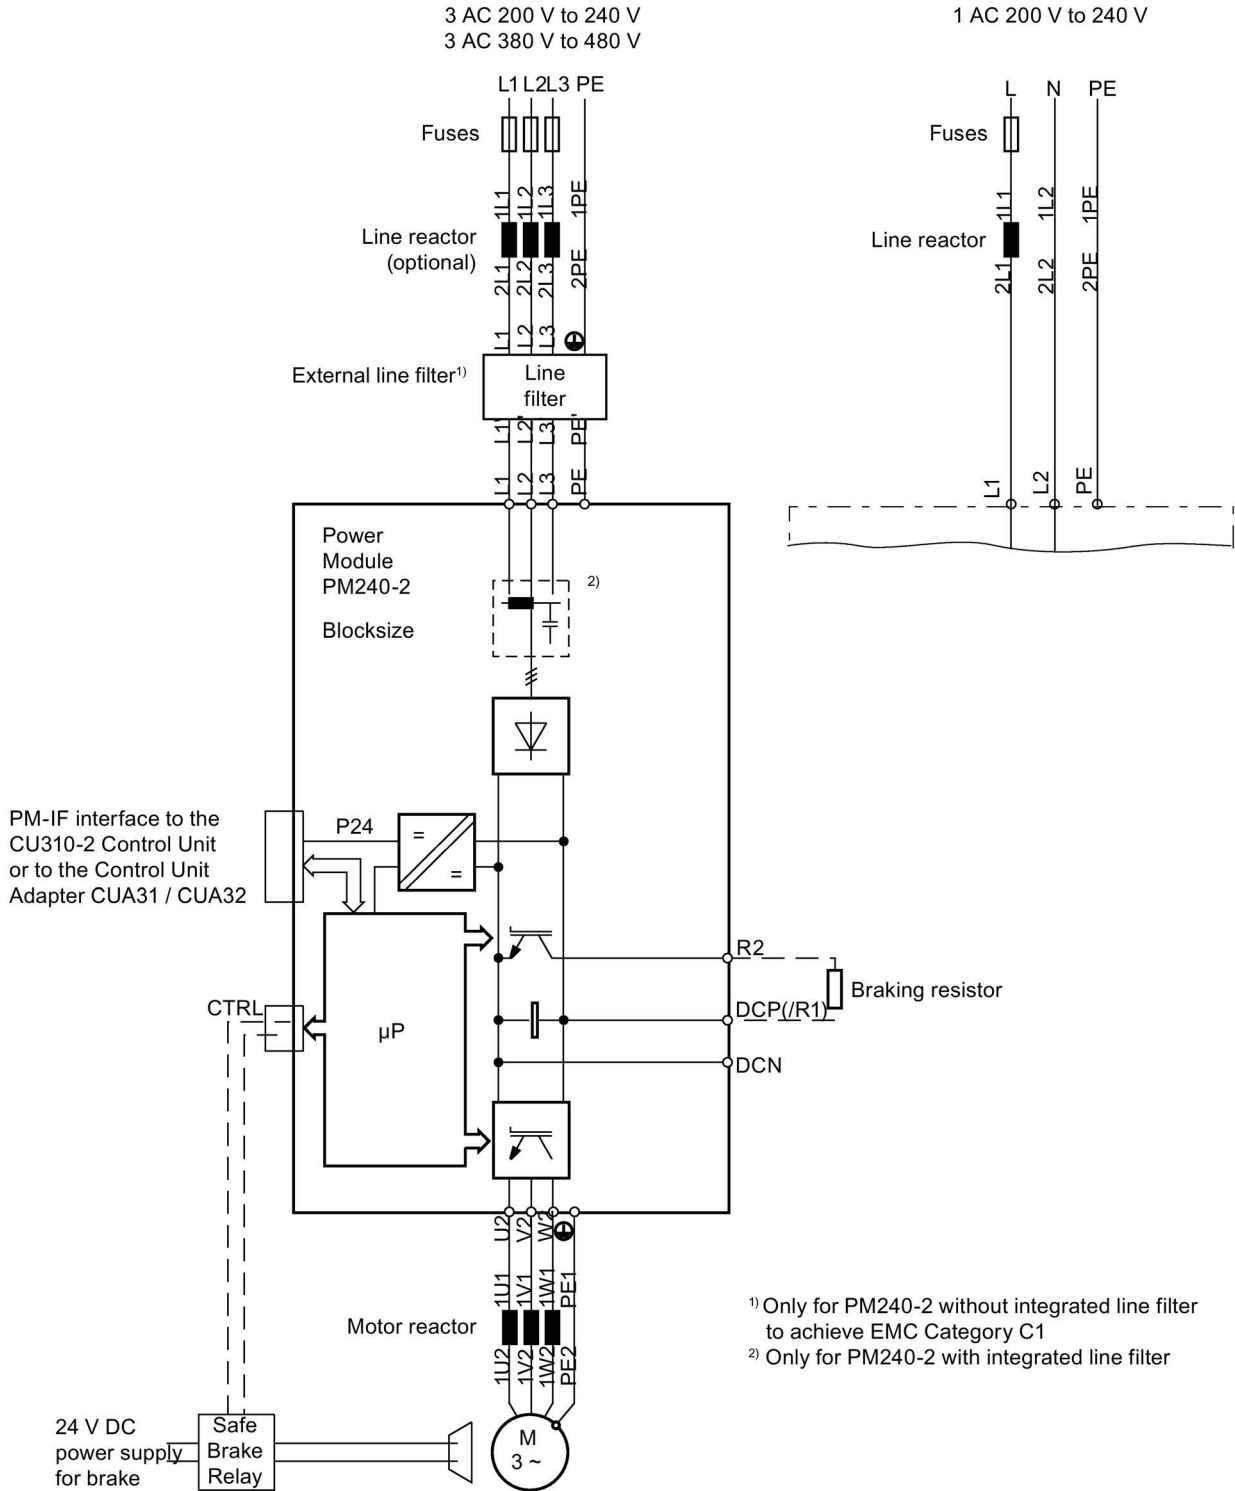 3 AC 200 V to 240 V
3 AC 380 V to 480 V
1 AC 200 V to 240 V
L1 L2 L3 PE
L N PE
Fuses
Fuses
1L1 1L2 1L3 1PE
1L1 1L2 1PE
Line reactor
(optional)
Line reactor
2L1 2L2 2L3 2PE
2L1 2L2 2PE
L1 L2 L3
External line filter¹⁾
Line
filter
L1' L2' L3' PE'
L1 L2 L3 PE
L1 L2 PE
Power
Module
PM240-2
Blocksize
2)
PM-IF interface to the
CU310-2 Control Unit
or to the Control Unit
Adapter CUA31 / CUA32
P24
=
=
R2
Braking resistor
CTRL
DCP(/R1)
µP
DCN
U2 V2 W2
1U1 1V1 1W1 PE1
Motor reactor
1U2 1V2 1W2 PE2
1) Only for PM240-2 without integrated line filter
to achieve EMC Category C1
2) Only for PM240-2 with integrated line filter
24 V DC
power supply
for brake
Safe
Brake
Relay
M
3 ~